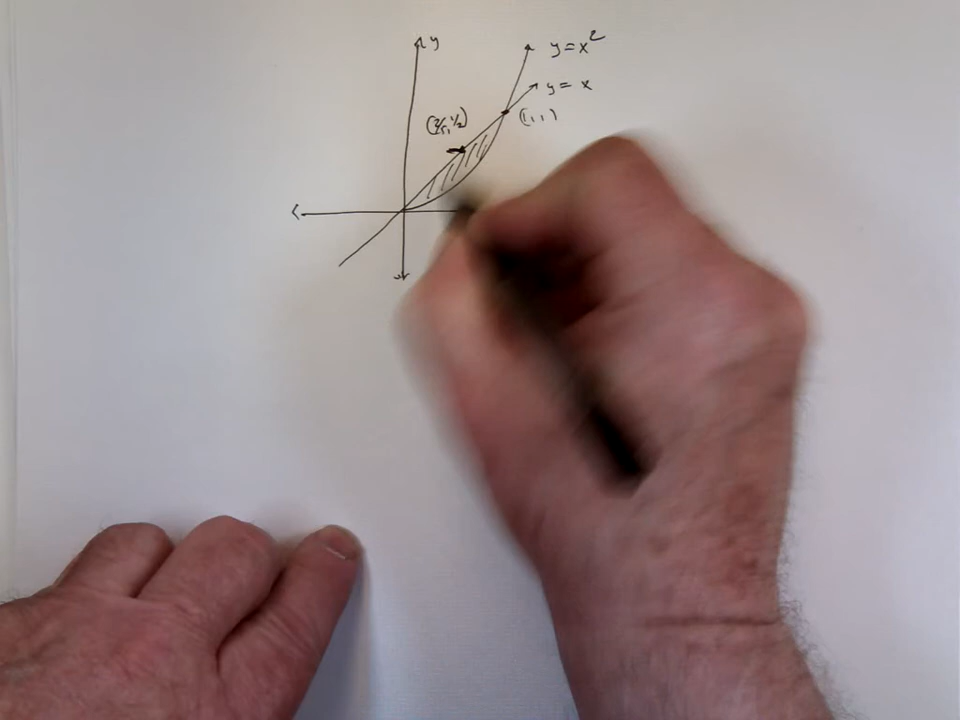 y
y = x²
y = x
(1,1)